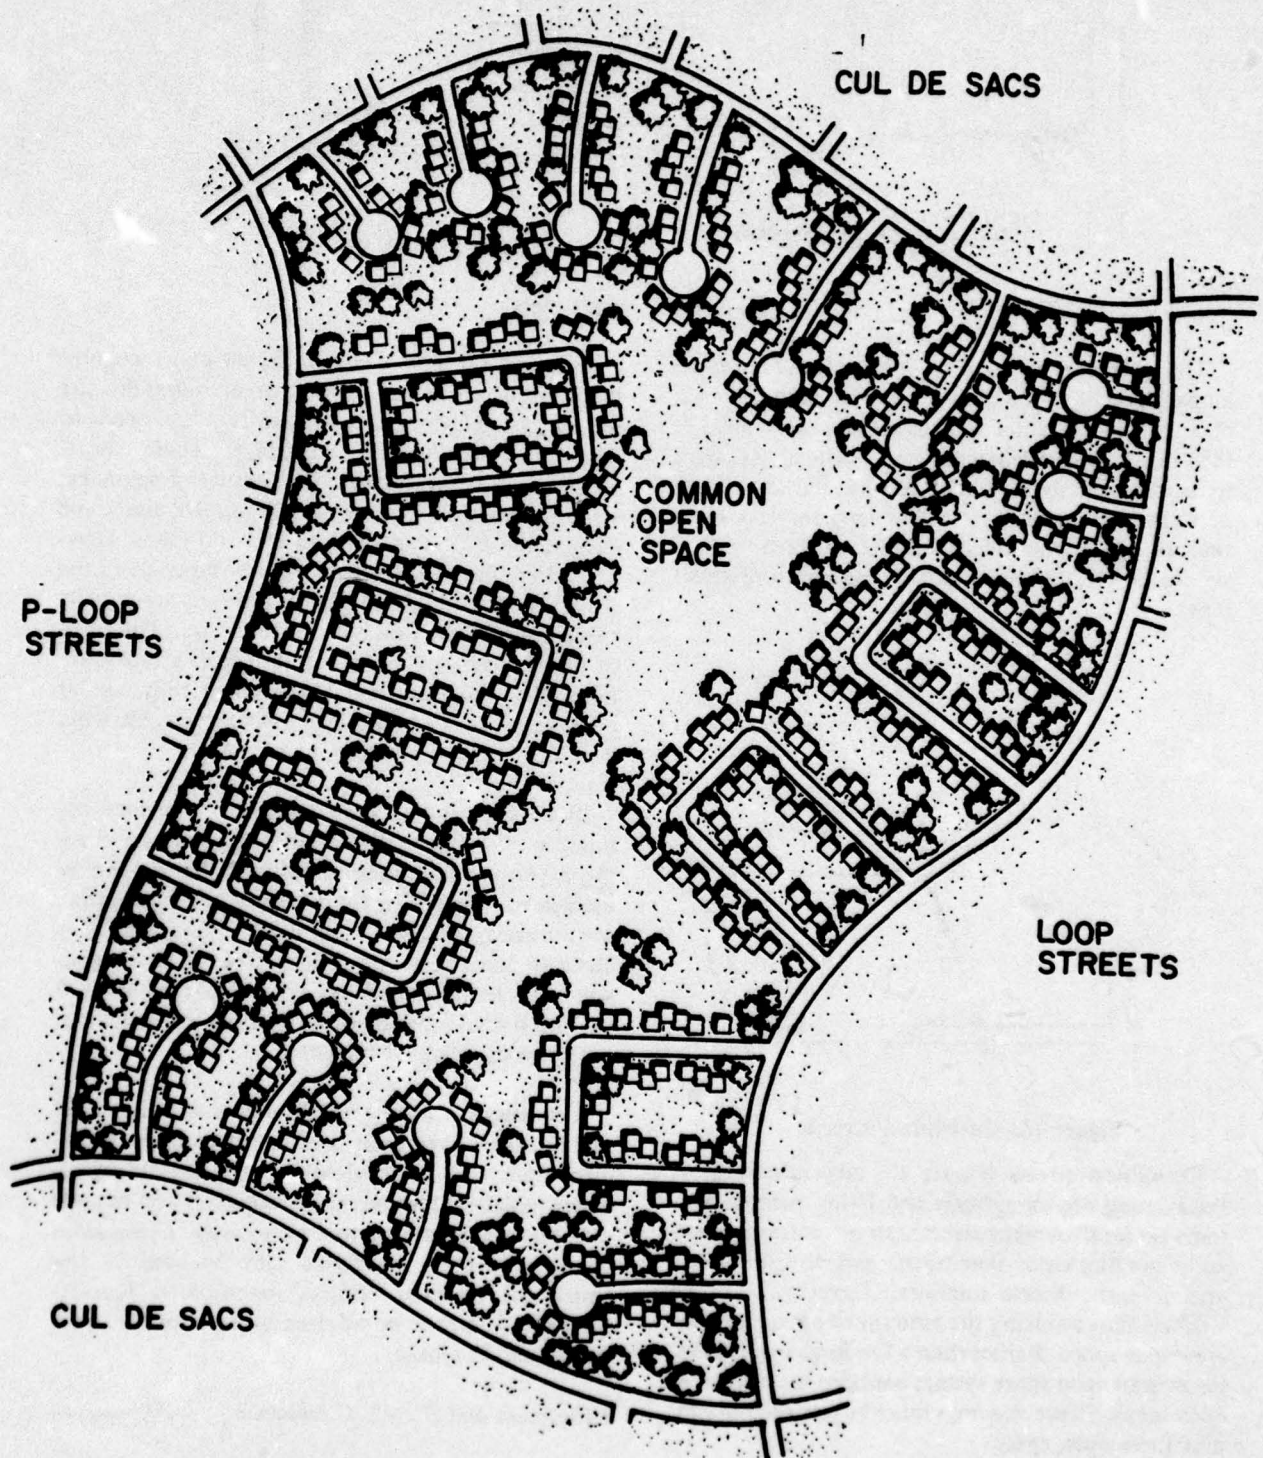 CUL DE SACS
COMMON
OPEN
SPACE
P-LOOP
STREETS
LOOP
STREETS
CUL DE SACS